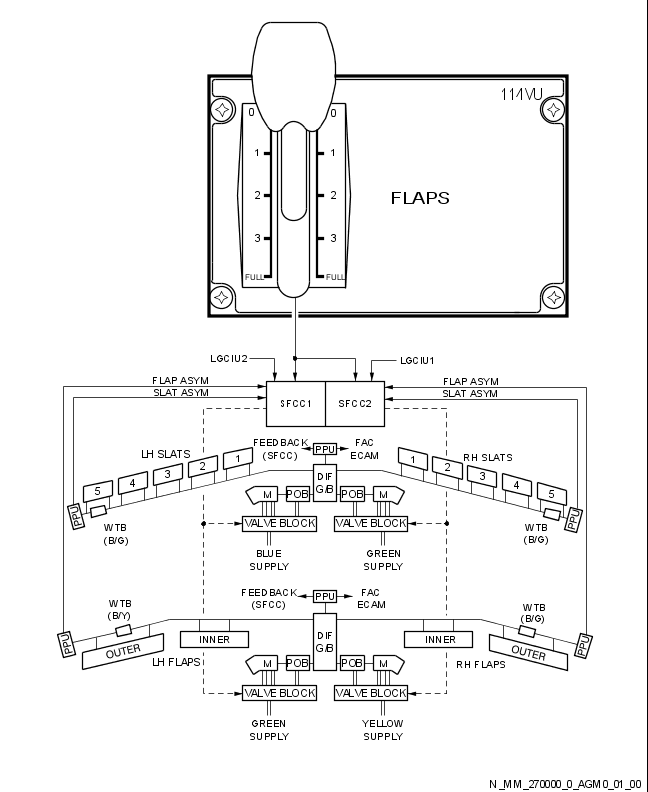 114VU
0 0
1 1
2 2
3 3
FULL FULL
FLAPS
LGCIU2 LGCIU1
FLAP ASYM FLAP ASYM
SLAT ASYM SLAT ASYM
SFCC1 SFCC2
FEEDBACK (SFCC) PPU FAC ECAM
LH SLATS RH SLATS
5 4 3 2 1 1 2 3 4 5
DIF G/B
PPU PPU
M POB POB M
WTB (B/G) WTB (B/G)
VALVE BLOCK VALVE BLOCK
BLUE SUPPLY GREEN SUPPLY
FEEDBACK (SFCC) PPU FAC ECAM
WTB (B/Y) WTB (B/G)
PPU OUTER INNER DIF G/B INNER OUTER PPU
LH FLAPS RH FLAPS
M POB POB M
VALVE BLOCK VALVE BLOCK
GREEN SUPPLY YELLOW SUPPLY
N_MM_270000_0_AGM0_01_00